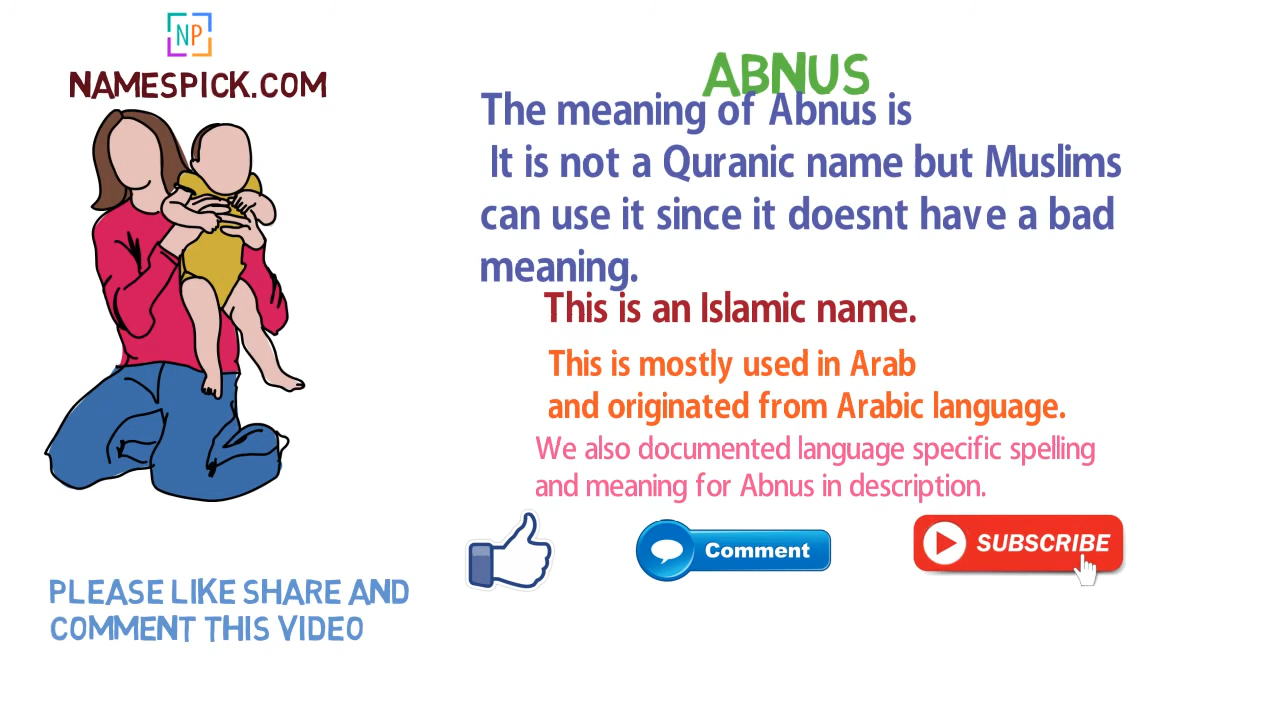 NP
NAMESPICK.COM
ABNUS
The meaning of Abnus is
It is not a Quranic name but Muslims
can use it since it doesnt have a bad
meaning.
This is an Islamic name.
This is mostly used in Arab
and originated from Arabic language.
We also documented language specific spelling
and meaning for Abnus in description.
Comment
SUBSCRIBE
PLEASE LIKE SHARE AND
COMMENT THIS VIDEO